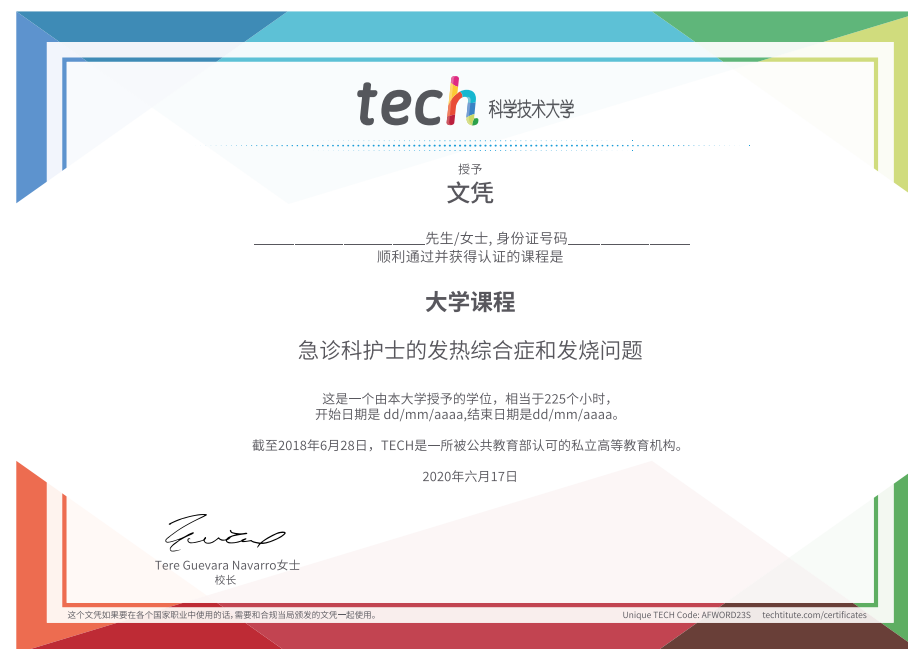 tech 科学技术大学
授予
文凭
____________________先生/女士, 身份证号码_______________
顺利通过并获得认证的课程是
大学课程
急诊科护士的发热综合症和发烧问题
这是一个由本大学授予的学位，相当于225个小时，
开始日期是 dd/mm/aaaa,结束日期是dd/mm/aaaa。
截至2018年6月28日，TECH是一所被公共教育部认可的私立高等教育机构。
2020年六月17日
Tere Guevara Navarro女士
校长
这个文凭如果要在各个国家职业中使用的话,需要和合规当局颁发的文凭一起使用。
Unique TECH Code: AFWORD23S techtitute.com/certificates